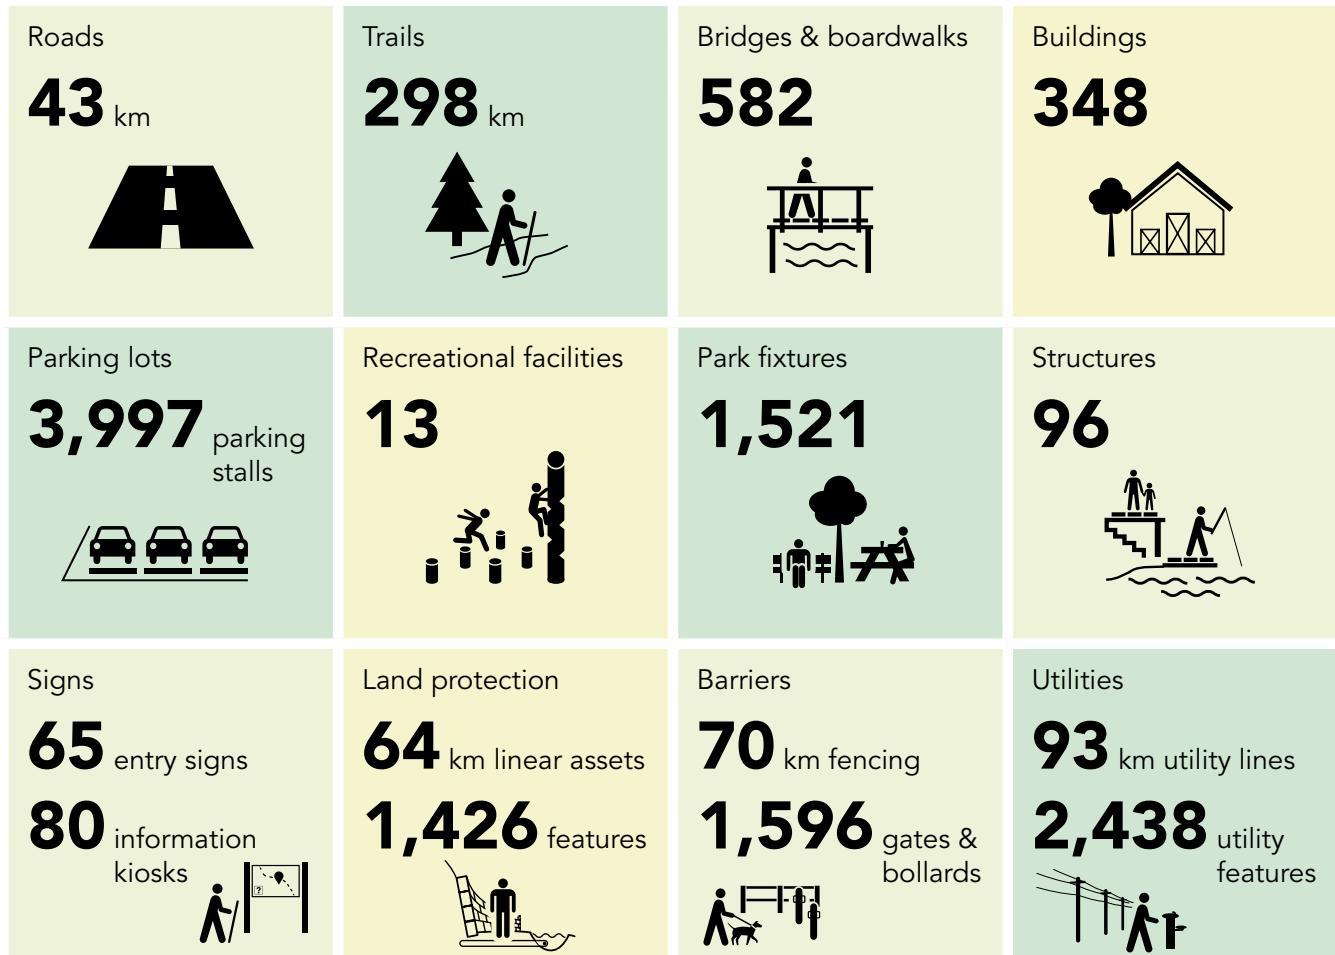 Roads
43 km
Trails
298 km
Bridges & boardwalks
582
Buildings
348
Parking lots
3,997 parking
stalls
Recreational facilities
13
Park fixtures
1,521
Structures
96
Signs
65 entry signs
80 information
kiosks
?
Land protection
64 km linear assets
1,426 features
Barriers
70 km fencing
1,596 gates &
bollards
Utilities
93 km utility lines
2,438 utility
features